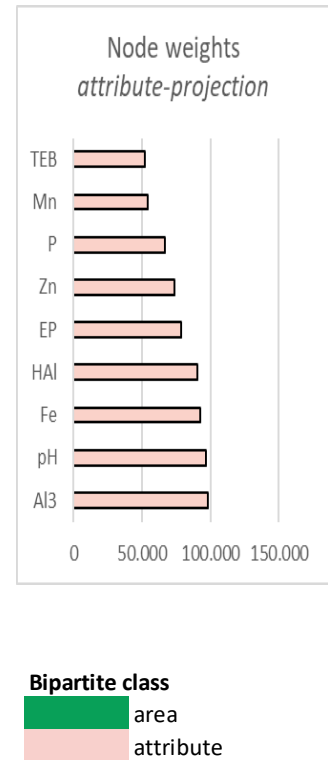 Node weights
attribute-projection
TEB
Mn
P
Zn
EP
HAl
Fe
pH
Al3
0 50.000 100.000 150.000
Bipartite class
area
attribute